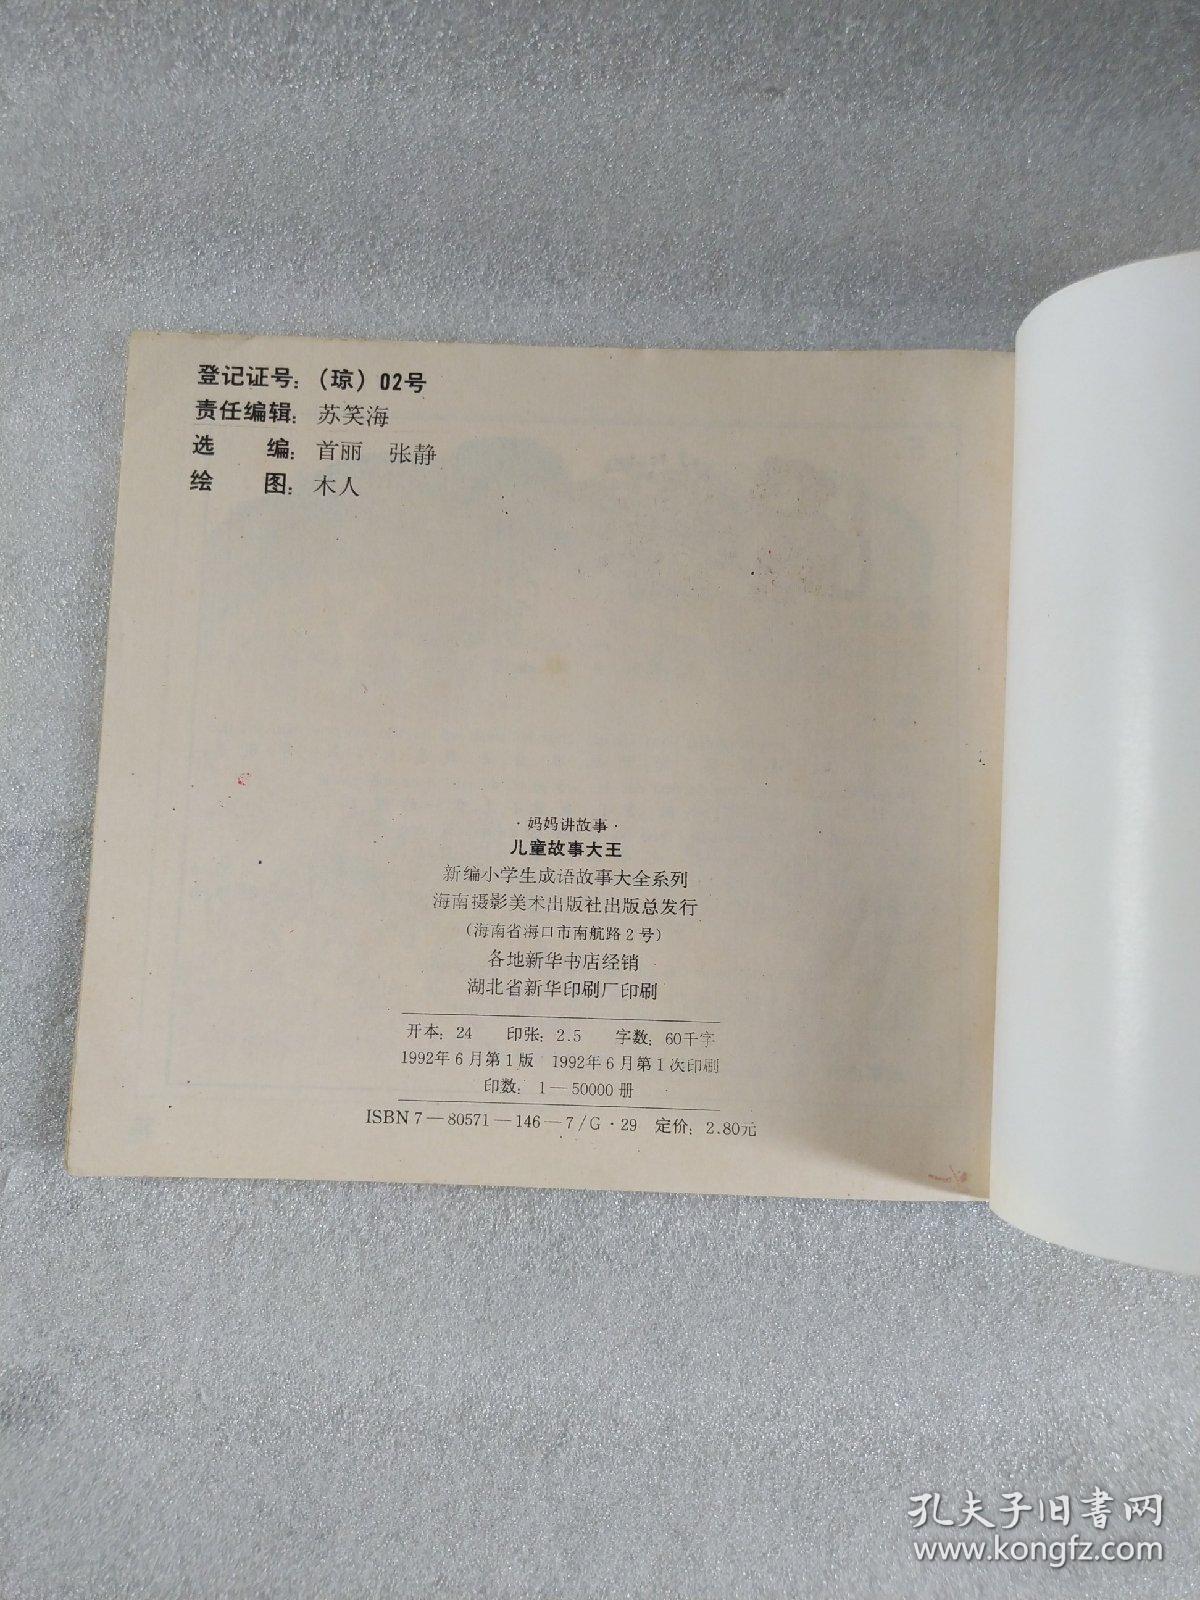 登记证号：（琼）02号
责任编辑：苏笑海
选　　编：首丽　张静
绘　　图：木人
·妈妈讲故事·
儿童故事大王
新编小学生成语故事大全系列
海南摄影美术出版社出版总发行
（海南省海口市南航路2号）
各地新华书店经销
湖北省新华印刷厂印刷
开本：24　印张：2.5　字数：60千字
1992年6月第1版　1992年6月第1次印刷
印数：1—50000册
ISBN 7—80571—146—7/G·29　定价：2.80元
孔夫子旧书网
www.kongfz.com